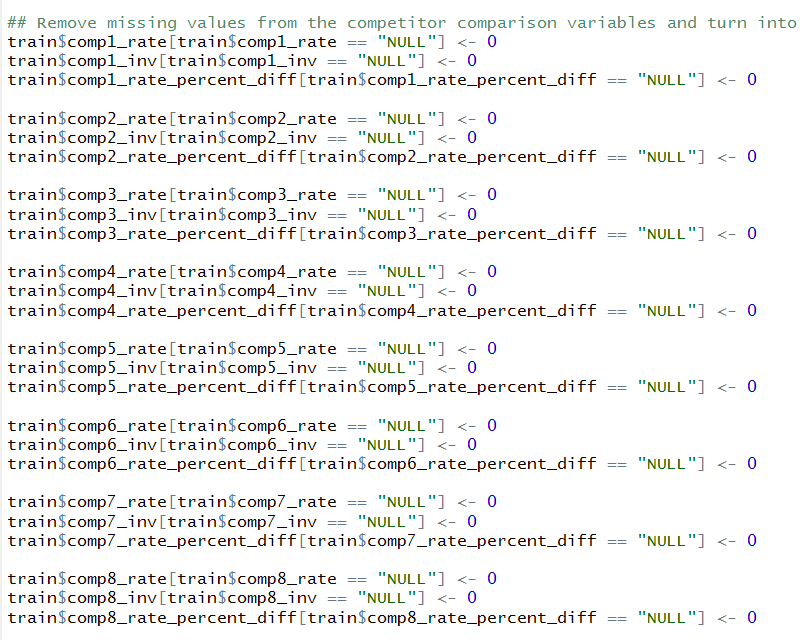 ## Remove missing values from the competitor comparison variables and turn into
train$comp1_rate[train$comp1_rate == "NULL"] <- 0
train$comp1_inv[train$comp1_inv == "NULL"] <- 0
train$comp1_rate_percent_diff[train$comp1_rate_percent_diff == "NULL"] <- 0
train$comp2_rate[train$comp2_rate == "NULL"] <- 0
train$comp2_inv[train$comp2_inv == "NULL"] <- 0
train$comp2_rate_percent_diff[train$comp2_rate_percent_diff == "NULL"] <- 0
train$comp3_rate[train$comp3_rate == "NULL"] <- 0
train$comp3_inv[train$comp3_inv == "NULL"] <- 0
train$comp3_rate_percent_diff[train$comp3_rate_percent_diff == "NULL"] <- 0
train$comp4_rate[train$comp4_rate == "NULL"] <- 0
train$comp4_inv[train$comp4_inv == "NULL"] <- 0
train$comp4_rate_percent_diff[train$comp4_rate_percent_diff == "NULL"] <- 0
train$comp5_rate[train$comp5_rate == "NULL"] <- 0
train$comp5_inv[train$comp5_inv == "NULL"] <- 0
train$comp5_rate_percent_diff[train$comp5_rate_percent_diff == "NULL"] <- 0
train$comp6_rate[train$comp6_rate == "NULL"] <- 0
train$comp6_inv[train$comp6_inv == "NULL"] <- 0
train$comp6_rate_percent_diff[train$comp6_rate_percent_diff == "NULL"] <- 0
train$comp7_rate[train$comp7_rate == "NULL"] <- 0
train$comp7_inv[train$comp7_inv == "NULL"] <- 0
train$comp7_rate_percent_diff[train$comp7_rate_percent_diff == "NULL"] <- 0
train$comp8_rate[train$comp8_rate == "NULL"] <- 0
train$comp8_inv[train$comp8_inv == "NULL"] <- 0
train$comp8_rate_percent_diff[train$comp8_rate_percent_diff == "NULL"] <- 0